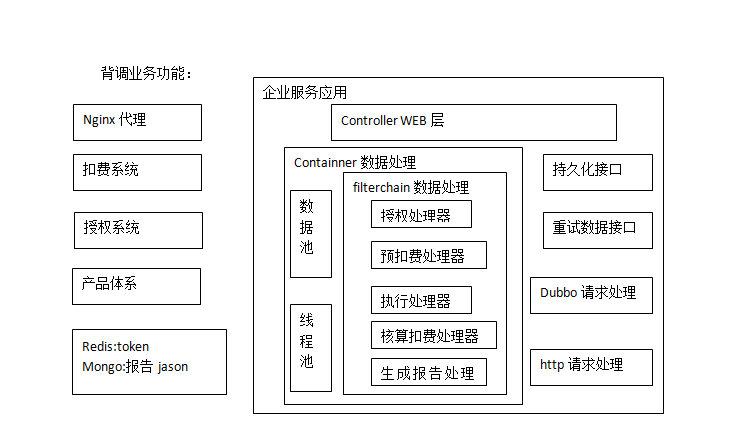 背调业务功能：
Nginx 代理
扣费系统
授权系统
产品体系
Redis:token
Mongo:报告 jason
企业服务应用
Controller WEB 层
Containner 数据处理
数据池
线程池
filterchain 数据处理
授权处理器
预扣费处理器
执行处理器
核算扣费处理器
生成报告处理
持久化接口
重试数据接口
Dubbo 请求处理
http 请求处理